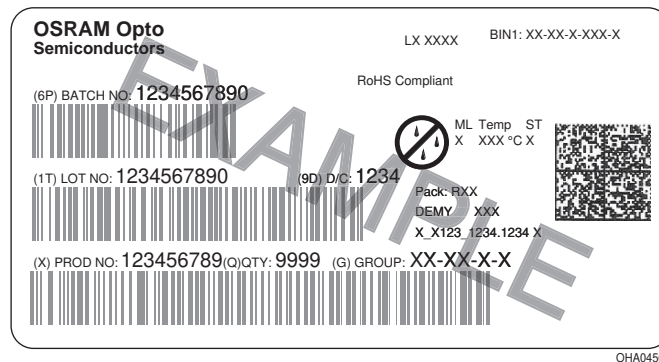 OSRAM Opto
Semiconductors
LX XXXX
BIN1: XX-XX-X-XXX-X
RoHS Compliant
(6P) BATCH NO: 1234567890
ML Temp ST
X XXX °C X
(1T) LOT NO: 1234567890 (9D) D/C: 1234
Pack: RXX
DEMY XXX
X_X123_1234.1234 X
(X) PROD NO: 123456789(Q)QTY: 9999 (G) GROUP: XX-XX-X-X
EXAMPLE